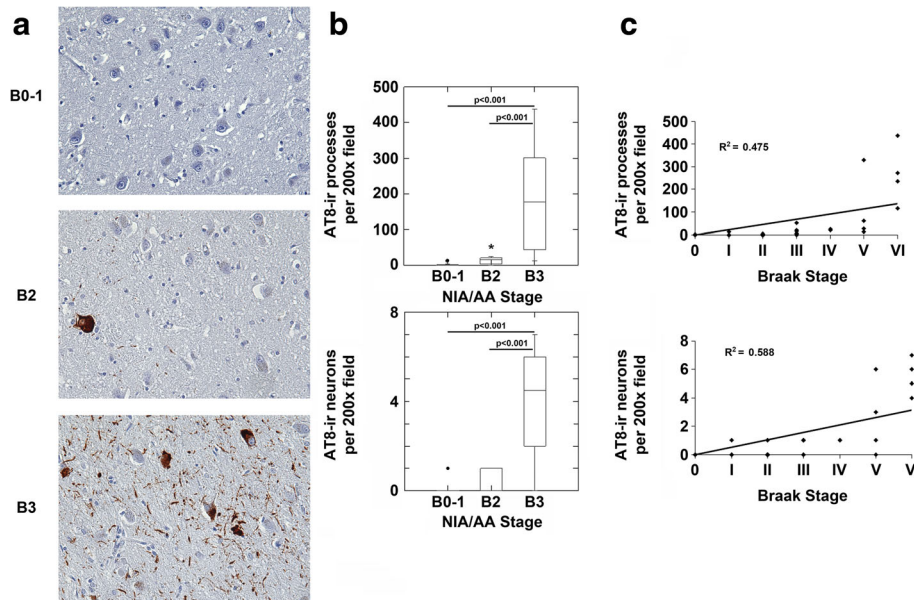 a
B0-1
B2
B3
b
AT8-ir processes
per 200x field
500
400
300
200
100
0
p<0.001
p<0.001
*
B0-1 B2 B3
NIA/AA Stage
AT8-ir neurons
per 200x field
8
6
4
2
0
p<0.001
p<0.001
B0-1 B2 B3
NIA/AA Stage
c
AT8-ir processes
per 200x field
500
400
300
200
100
0
R² = 0.475
0 I II III IV V VI
Braak Stage
AT8-ir neurons
per 200x field
8
6
4
2
0
R² = 0.588
0 I II III IV V V
Braak Stage